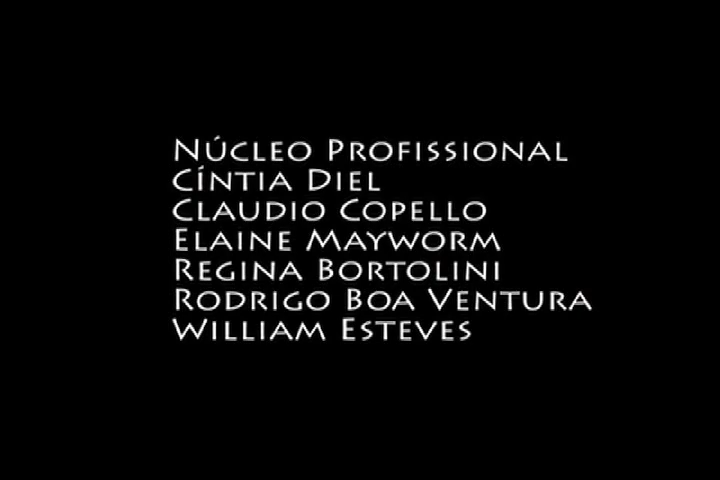 Núcleo Profissional
Cíntia Diel
Claudio Copello
Elaine Mayworm
Regina Bortolini
Rodrigo Boa Ventura
William Esteves